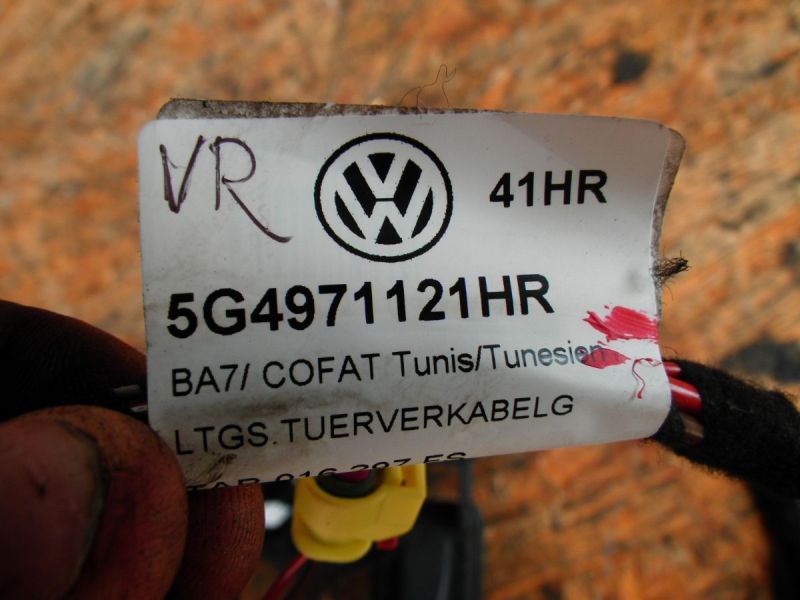 VR
41HR
5G4971121HR
BA7/ COFAT Tunis/Tunesien
LTGS.TUERVERKABELG